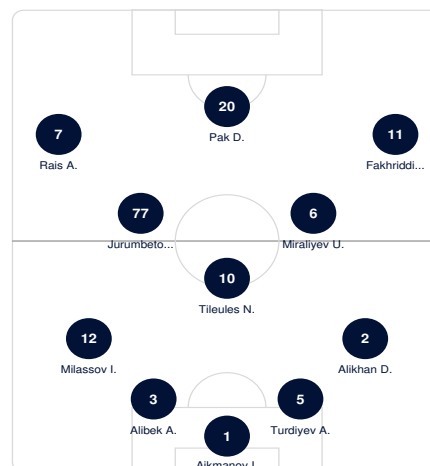 20
Pak D.
7
Rais A.
11
Fakhriddi...
77
Jurumbeto...
6
Miraliyev U.
10
Tileules N.
12
Milassov I.
2
Alikhan D.
3
Alibek A.
5
Turdiyev A.
1